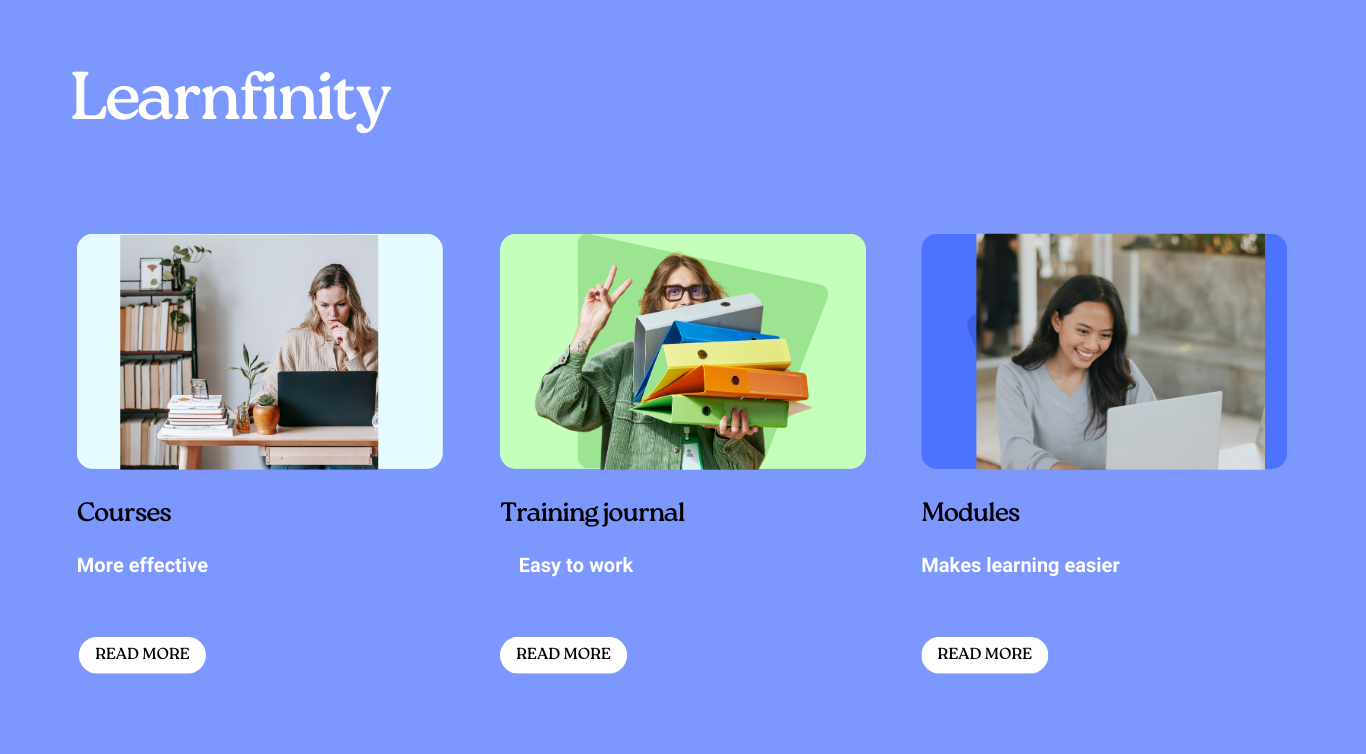 Learnfinity
Courses
Training journal
Modules
More effective
Easy to work
Makes learning easier
READ MORE
READ MORE
READ MORE